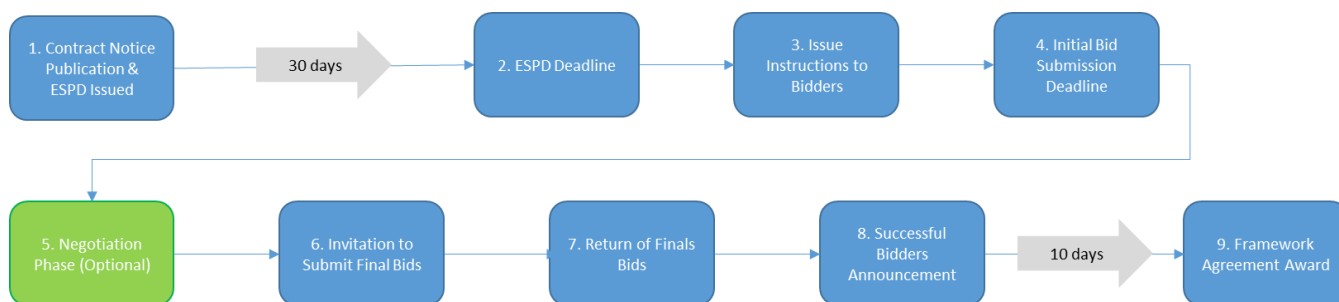 1. Contract Notice
Publication &
ESPD Issued
30 days
2. ESPD Deadline
3. Issue
Instructions to
Bidders
4. Initial Bid
Submission
Deadline
5. Negotiation
Phase (Optional)
6. Invitation to
Submit Final Bids
7. Return of Finals
Bids
8. Successful
Bidders
Announcement
10 days
9. Framework
Agreement Award